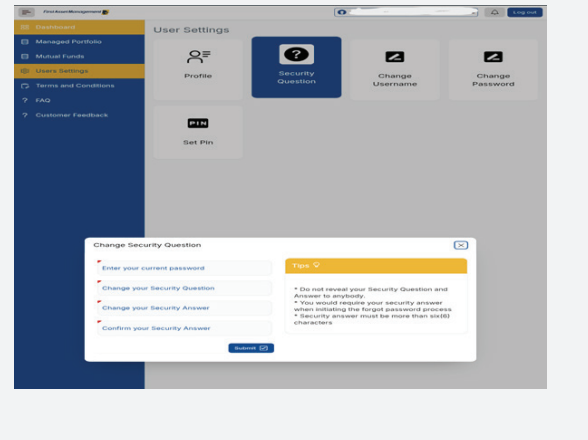 FirstAssetManagement
Log out
Dashboard
User Settings
Managed Portfolio
Mutual Funds
Users Settings
Terms and Conditions
FAQ
Customer Feedback
Profile
Security
Question
Change
Username
Change
Password
PIN
Set Pin
Change Security Question
Enter your current password
Change your Security Question
Change your Security Answer
Confirm your Security Answer
Submit
Tips
* Do not reveal your Security Question and
Answer to anybody.
* You would require your security answer
when initiating the forgot password process
* Security answer must be more than six(6)
characters